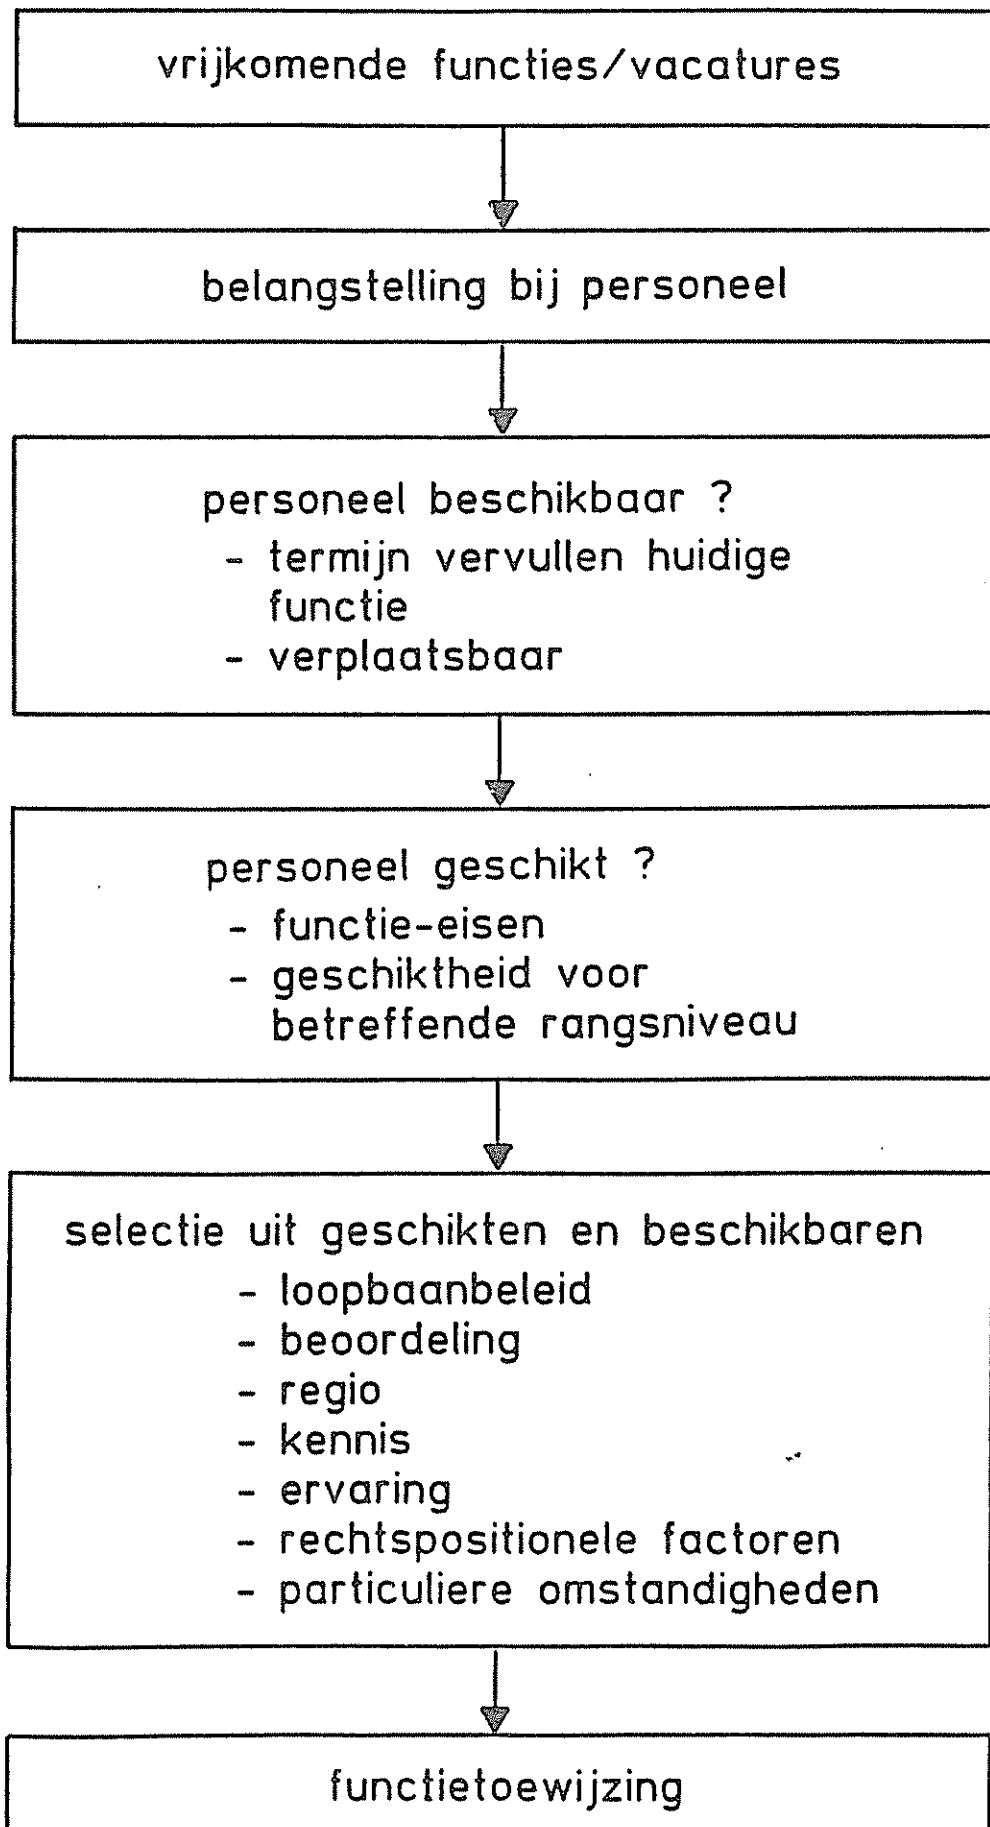 vrijkomende functies/vacatures
belangstelling bij personeel
personeel beschikbaar ?
- termijn vervullen huidige
functie
- verplaatsbaar
personeel geschikt ?
- functie-eisen
- geschiktheid voor
betreffende rangsniveau
selectie uit geschikten en beschikbaren
- loopbaanbeleid
- beoordeling
- regio
- kennis
- ervaring
- rechtspositionele factoren
- particuliere omstandigheden
functietoewijzing